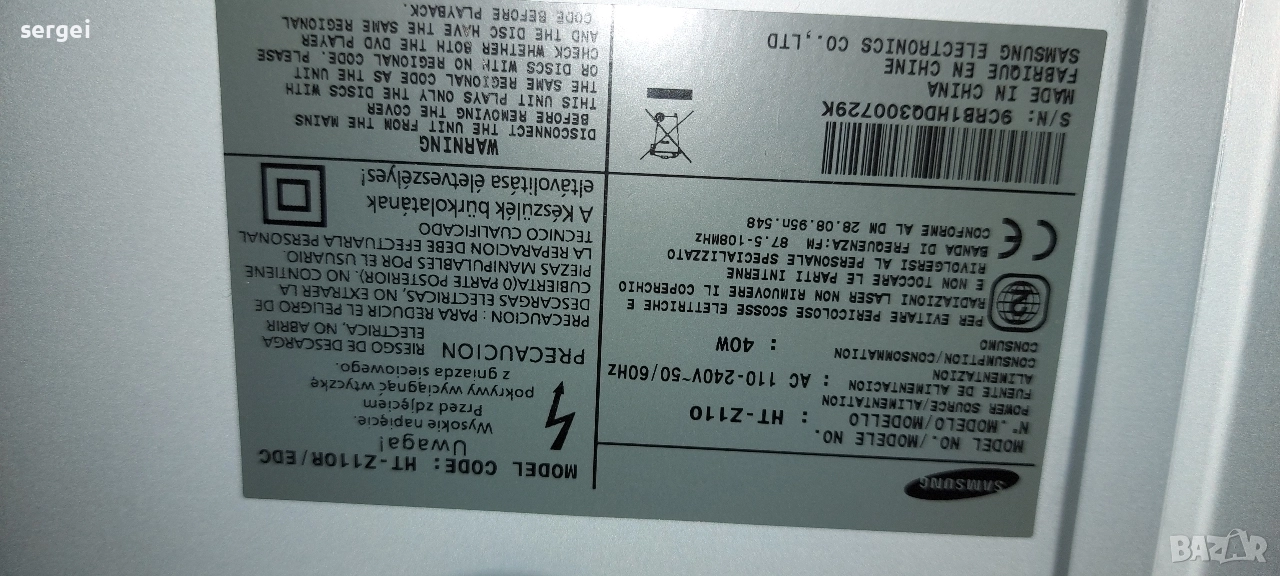 sergei
SAMSUNG
MODEL NO./MODELE NO.
N°. MODELO/MODELLO : HT-Z110
POWER SOURCE/ALIMENTATION
FUENTE DE ALIMENTACION : AC 110-240V~50/60Hz
ALIMENTAZION
CONSUMPTION/CONSOMMATION : 40W
CONSUMO
PER EVITARE PERICOLOSE SCOSSE ELETTRICHE E
RADIAZIONI LASER NON RIMUOVERE IL COPERCHIO
E NON TOCCARE LE PARTI INTERNE
RIVOLGERSI AL PERSONALE SPECIALIZZATO
BANDA DI FREQUENZA:FM 87.5-108MHz
CONFORME AL DM 28.08.95n.548
2
CE
S/N: 9CRB1HDQ300729K
MADE IN CHINA
FABRIQUE EN CHINE
SAMSUNG ELECTRONICS CO.,LTD
MODEL CODE: HT-Z110R/EDC
Uwaga!
Wysokie napięcie.
Przed zdjęciem
pokrywy wyciągnąć wtyczkę
z gniazda sieciowego.
PRECAUCION RIESGO DE DESCARGA
ELECTRICA, NO ABRIR
PRECAUCION : PARA REDUCIR EL PELIGRO DE
DESCARGAS ELECTRICAS, NO EXTRAER LA
CUBIERTA(O PARTE POSTERIOR). NO CONTIENE
PIEZAS MANIPULABLES POR EL USUARIO.
LA REPARACION DEBE EFECTUARLA PERSONAL
TECNICO CUALIFICADO
A Készülék bürkolatának
eltávolítása életveszélyes!
WARNING
DISCONNECT THE UNIT FROM THE MAINS
BEFORE REMOVING THE COVER
THIS UNIT PLAYS ONLY THE DISCS WITH
THE SAME REGIONAL CODE AS THE UNIT
OR DISCS WITH NO REGIONAL CODE. PLEASE
CHECK WHETHER BOTH THE DVD PLAYER
AND THE DISC HAVE THE SAME REGIONAL
CODE BEFORE PLAYBACK.
BAZAR